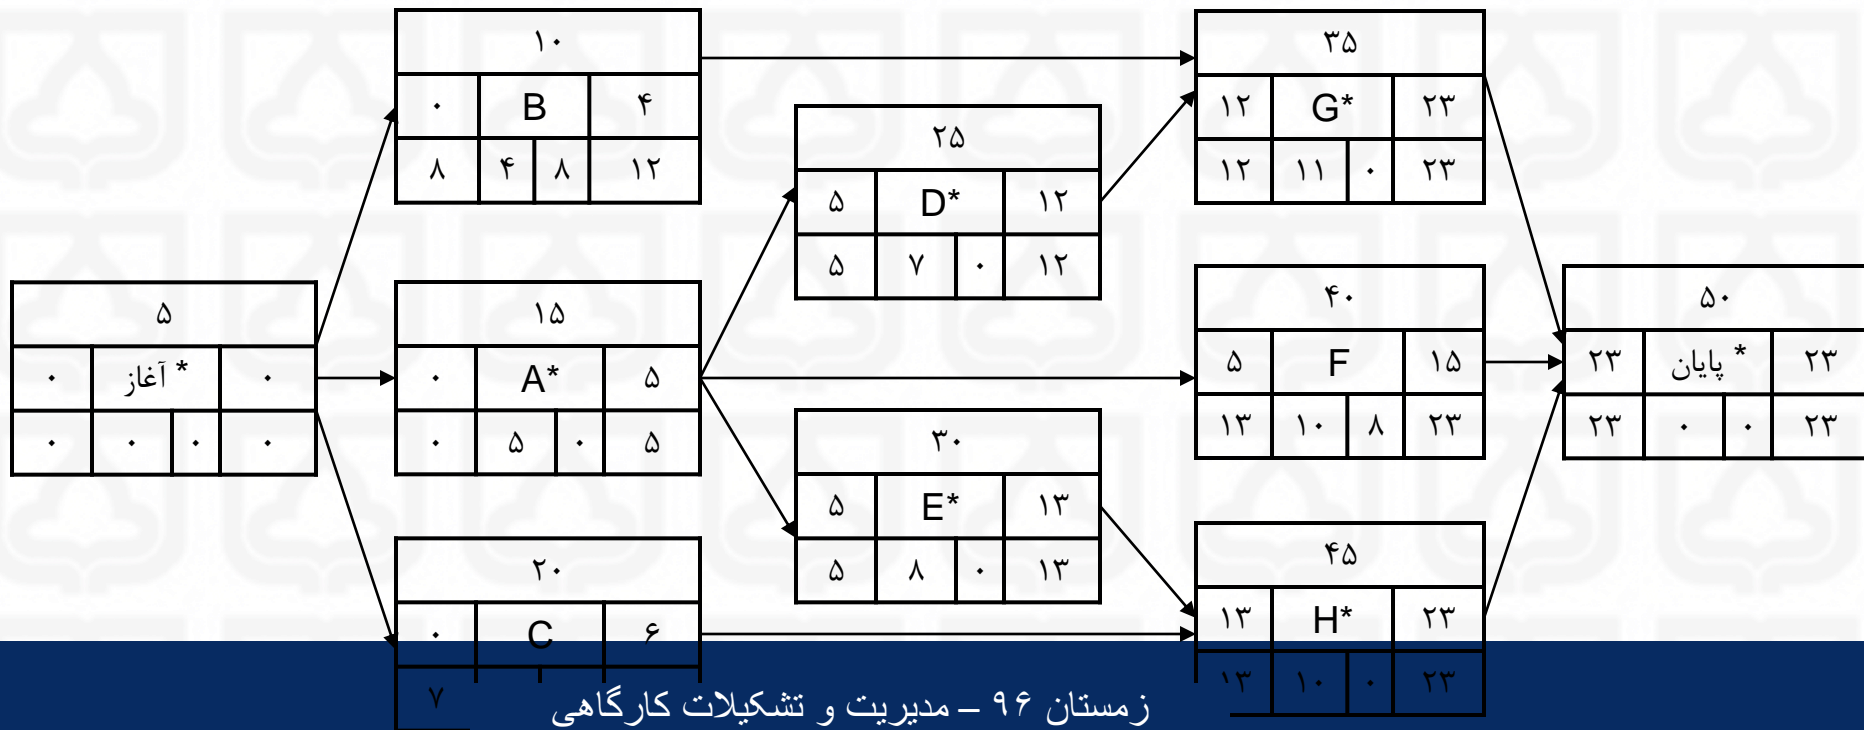 ۱۰
۰ B ۴
۸ ۴ ۸ ۱۲
۳۵
۱۲ G* ۲۳
۱۲ ۱۱ ۰ ۲۳
۲۵
۵ D* ۱۲
۵ ۷ ۰ ۱۲
۵
۰ آغاز * ۰
۰ ۰ ۰ ۰
۱۵
۰ A* ۵
۰ ۵ ۰ ۵
۴۰
۵ F ۱۵
۱۳ ۱۰ ۸ ۲۳
۵۰
۲۳ پایان * ۲۳
۲۳ ۰ ۰ ۲۳
۳۰
۵ E* ۱۳
۵ ۸ ۰ ۱۳
۲۰
۰ C ۶
۷
۴۵
۱۳ H* ۲۳
۱۳ ۱۰ ۰ ۲۳
زمستان ۹۶ – مدیریت و تشکیلات کارگاهی